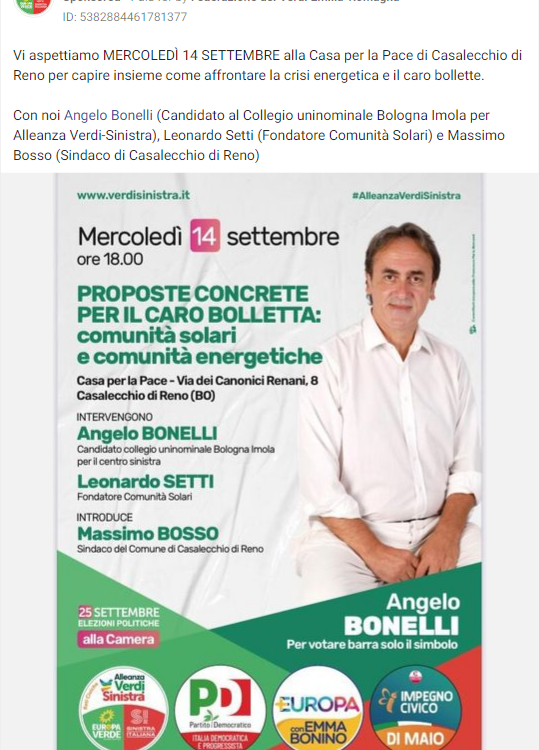 ID: 5382884461781377
Vi aspettiamo MERCOLEDÌ 14 SETTEMBRE alla Casa per la Pace di Casalecchio di
Reno per capire insieme come affrontare la crisi energetica e il caro bollette.
Con noi Angelo Bonelli (Candidato al Collegio uninominale Bologna Imola per
Alleanza Verdi-Sinistra), Leonardo Setti (Fondatore Comunità Solari) e Massimo
Bosso (Sindaco di Casalecchio di Reno)
www.verdisinistra.it
#AlleanzaVerdiSinistra
Mercoledì 14 settembre
ore 18.00
PROPOSTE CONCRETE
PER IL CARO BOLLETTA:
comunità solari
e comunità energetiche
Casa per la Pace - Via dei Canonici Renani, 8
Casalecchio di Reno (BO)
INTERVENGONO
Angelo BONELLI
Candidato collegio uninominale Bologna Imola
per il centro sinistra
Leonardo SETTI
Fondatore Comunità Solari
INTRODUCE
Massimo BOSSO
Sindaco del Comune di Casalecchio di Reno
25 SETTEMBRE
ELEZIONI POLITICHE
alla Camera
Angelo
BONELLI
Per votare barra solo il simbolo
Alleanza
Verdi
Sinistra
EUROPA
VERDE
SI
SINISTRA
ITALIANA
PD
Partito Democratico
ITALIA DEMOCRATICA
E PROGRESSISTA
+EUROPA
con EMMA
BONINO
IMPEGNO
CIVICO
DI MAIO